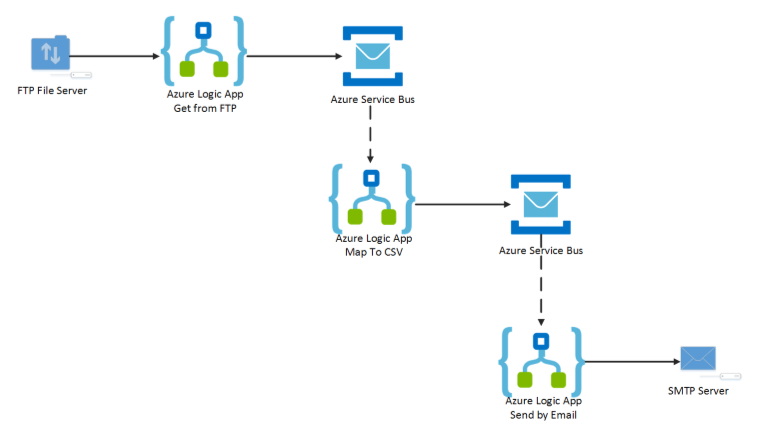 FTP File Server
Azure Logic App
Get from FTP
Azure Service Bus
Azure Logic App
Map To CSV
Azure Service Bus
Azure Logic App
Send by Email
SMTP Server